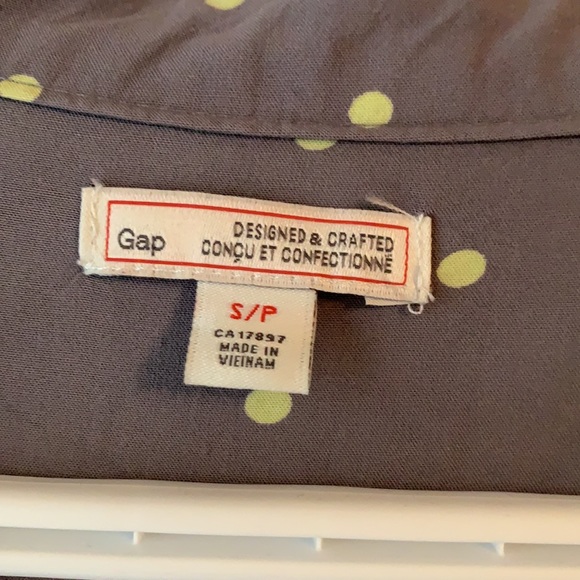 Gap
DESIGNED & CRAFTED
CONÇU ET CONFECTIONNÉ
S/P
CA17897
MADE IN
VIETNAM